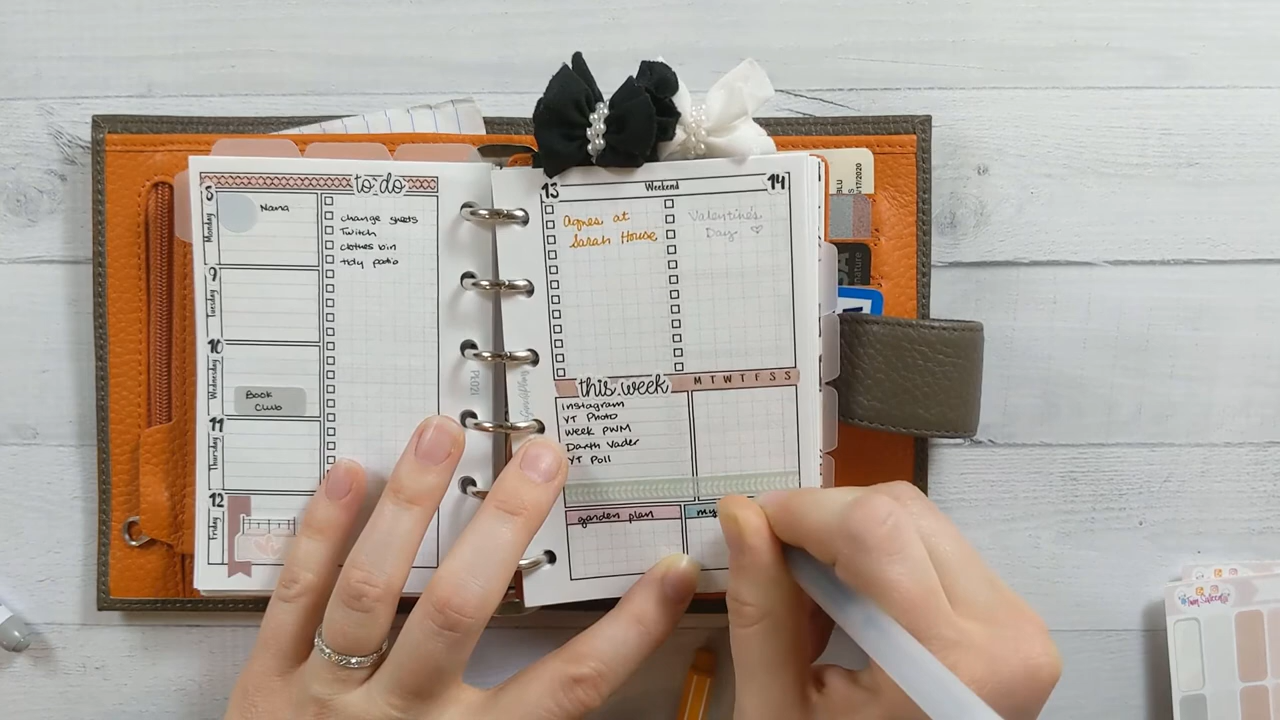 to do
8
Monday
Nana
change sheets
Twitch
clothes bin
tidy patio
9
Tuesday
10
Wednesday
Book
Club
11
Thursday
12
Friday
PL021
13
Weekend
14
Agnes at
Sarah House
Valentine's
Day
this week
M T W T F S S
instagram
YT Photo
Week PWM
Darth Vader
YT Poll
garden plan
my